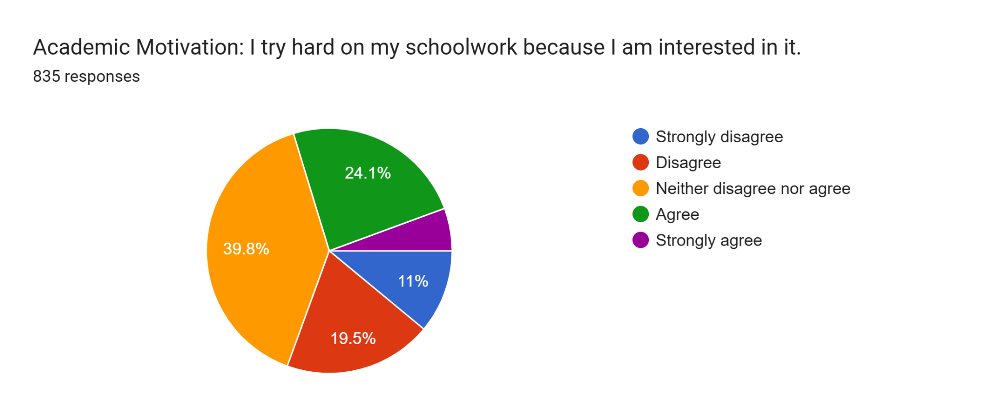 Academic Motivation: I try hard on my schoolwork because I am interested in it.
835 responses
24.1%
39.8%
11%
19.5%
Strongly disagree
Disagree
Neither disagree nor agree
Agree
Strongly agree